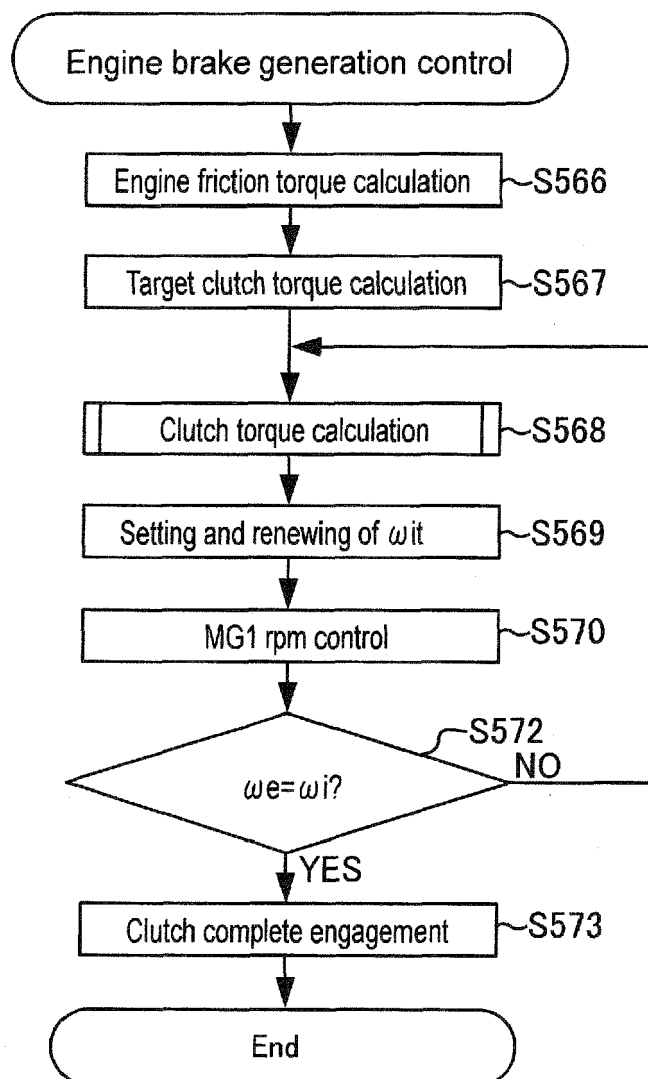 Engine brake generation control
Engine friction torque calculation
S566
Target clutch torque calculation
S567
Clutch torque calculation
S568
Setting and renewing of ωit
S569
MG1 rpm control
S570
S572
ωe=ωi?
NO
YES
Clutch complete engagement
S573
End